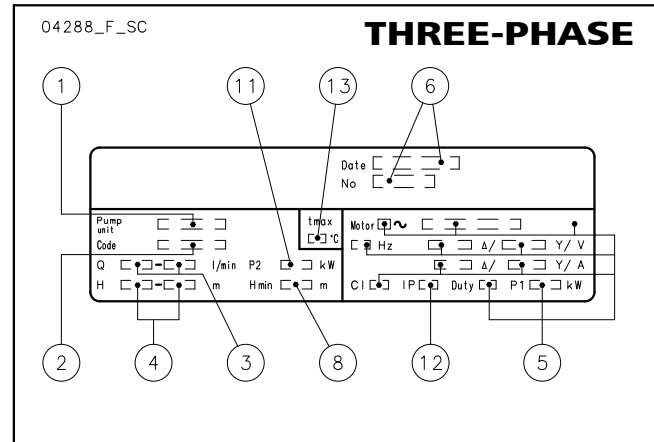 04288_F_SC
THREE-PHASE
1 11 13 6
Date
No
Pump unit
tmax °C
Motor ~
Code
Hz Δ/ Y/ V
Q - l/min P2 kW
Δ/ Y/ A
H - m Hmin m
Cl IP Duty P1 kW
2 4 3 8 12 5